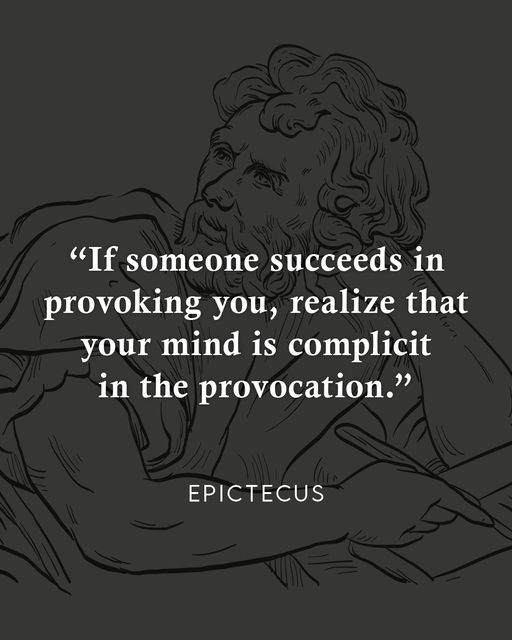 “If someone succeeds in
provoking you, realize that
your mind is complicit
in the provocation.”
EPICTECUS